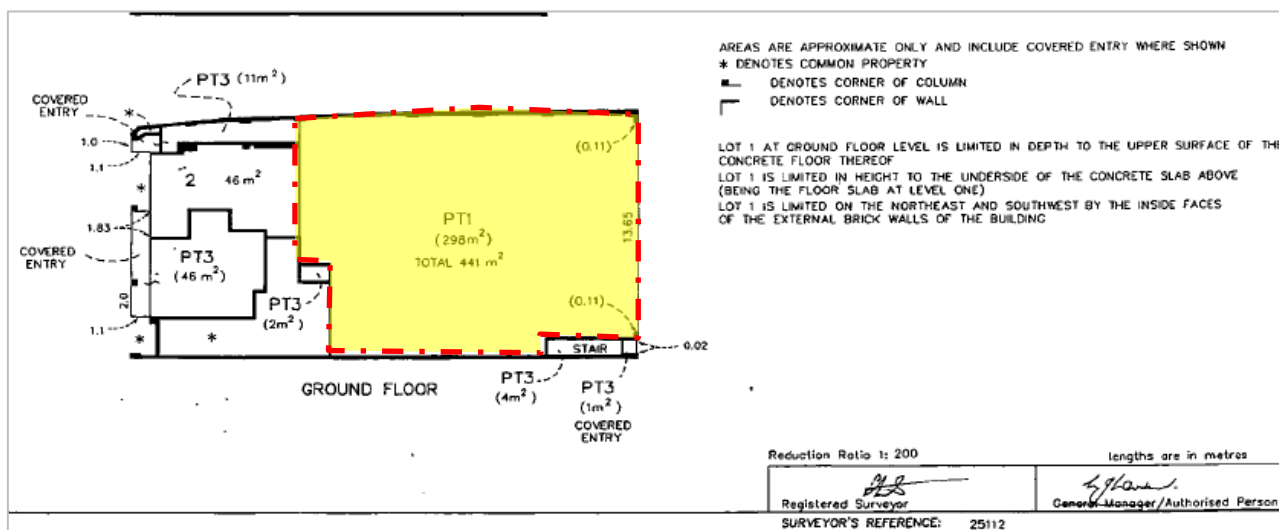 AREAS ARE APPROXIMATE ONLY AND INCLUDE COVERED ENTRY WHERE SHOWN
* DENOTES COMMON PROPERTY
DENOTES CORNER OF COLUMN
DENOTES CORNER OF WALL
LOT 1 AT GROUND FLOOR LEVEL IS LIMITED IN DEPTH TO THE UPPER SURFACE OF THE
CONCRETE FLOOR THEREOF
LOT 1 IS LIMITED IN HEIGHT TO THE UNDERSIDE OF THE CONCRETE SLAB ABOVE
(BEING THE FLOOR SLAB AT LEVEL ONE)
LOT 1 IS LIMITED ON THE NORTHEAST AND SOUTHWEST BY THE INSIDE FACES
OF THE EXTERNAL BRICK WALLS OF THE BUILDING
PT3 (11m²)
COVERED
ENTRY
*
1.0
1.1
*
2 46 m²
1.83
COVERED
ENTRY
PT3
(46 m²)
2.0
1.1
*
*
PT3
(2m²)
(0.11)
PT1
(298m²)
TOTAL 441 m²
13.65
(0.11)
0.02
STAIR
PT3
(4m²)
PT3
(1m²)
COVERED
ENTRY
GROUND FLOOR
Reduction Ratio 1: 200
lengths are in metres
Registered Surveyor
General Manager/Authorised Person
SURVEYOR'S REFERENCE: 25112